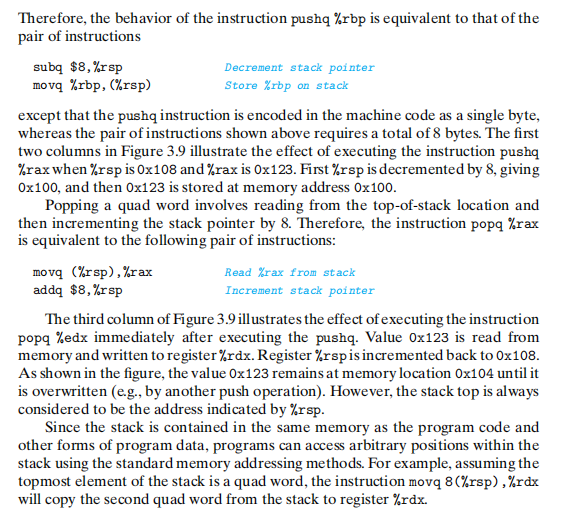 Therefore, the behavior of the instruction pushq %rbp is equivalent to that of the
pair of instructions
subq $8,%rsp Decrement stack pointer
movq %rbp,(%rsp) Store %rbp on stack
except that the pushq instruction is encoded in the machine code as a single byte,
whereas the pair of instructions shown above requires a total of 8 bytes. The first
two columns in Figure 3.9 illustrate the effect of executing the instruction pushq
%rax when %rsp is 0x108 and %rax is 0x123. First %rsp is decremented by 8, giving
0x100, and then 0x123 is stored at memory address 0x100.
Popping a quad word involves reading from the top-of-stack location and
then incrementing the stack pointer by 8. Therefore, the instruction popq %rax
is equivalent to the following pair of instructions:
movq (%rsp),%rax Read %rax from stack
addq $8,%rsp Increment stack pointer
The third column of Figure 3.9 illustrates the effect of executing the instruction
popq %edx immediately after executing the pushq. Value 0x123 is read from
memory and written to register %rdx. Register %rsp is incremented back to 0x108.
As shown in the figure, the value 0x123 remains at memory location 0x104 until it
is overwritten (e.g., by another push operation). However, the stack top is always
considered to be the address indicated by %rsp.
Since the stack is contained in the same memory as the program code and
other forms of program data, programs can access arbitrary positions within the
stack using the standard memory addressing methods. For example, assuming the
topmost element of the stack is a quad word, the instruction movq 8(%rsp),%rdx
will copy the second quad word from the stack to register %rdx.